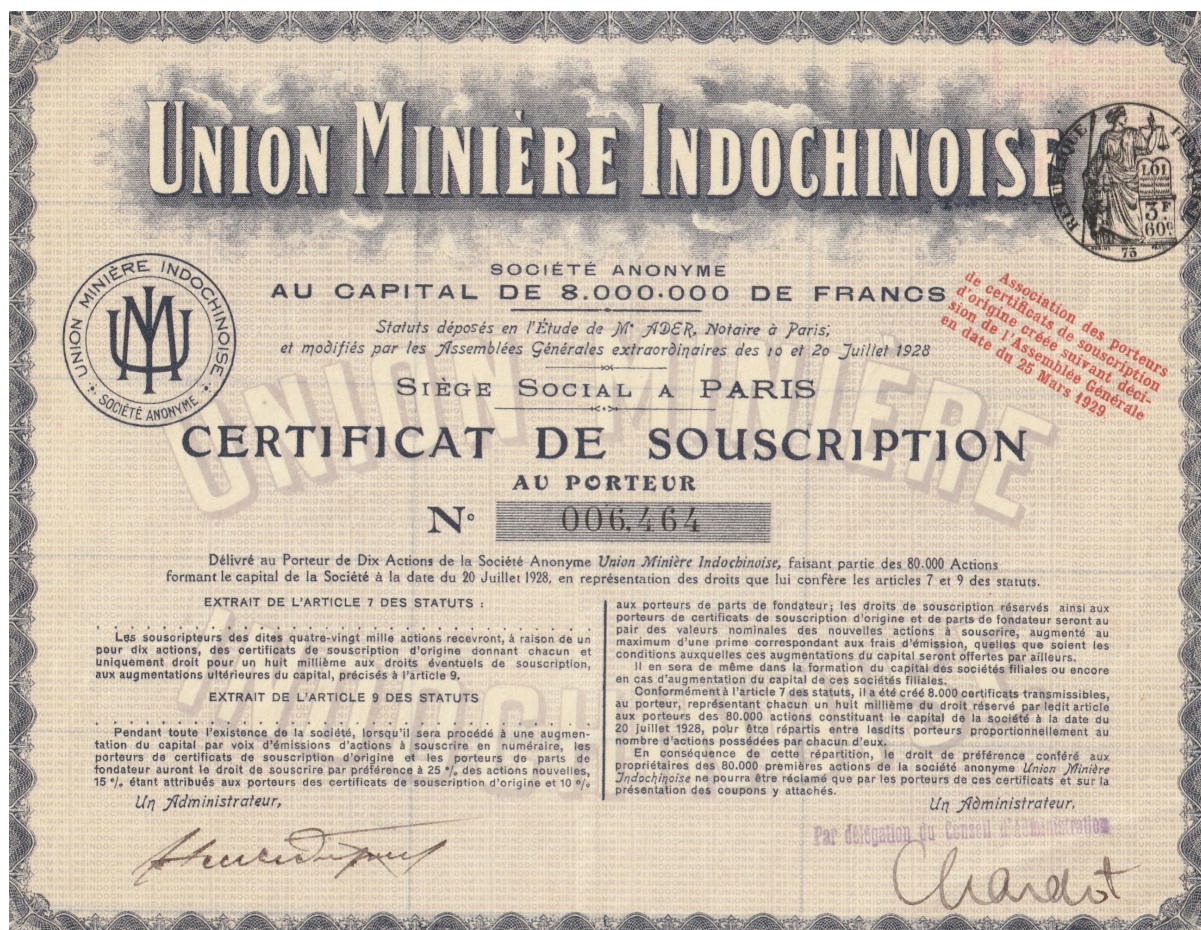 UNION MINIÈRE INDOCHINOISE
RÉPUBLIQUE
LOI
3F
60c
73
UNION MINIÈRE INDOCHINOISE
SOCIÉTÉ ANONYME
SOCIÉTÉ ANONYME
AU CAPITAL DE 8.000.000 DE FRANCS
Statuts déposés en l'Étude de Me ADER, Notaire à Paris;
et modifiés par les Assemblées Générales extraordinaires des 10 et 20 Juillet 1928
Association des porteurs
de certificats de souscription
d'origine créée suivant déci-
sion de l'Assemblée Générale
en date du 25 Mars 1929
SIÈGE SOCIAL A PARIS
CERTIFICAT DE SOUSCRIPTION
AU PORTEUR
No 006,464
Délivré au Porteur de Dix Actions de la Société Anonyme Union Minière Indochinoise, faisant partie des 80.000 Actions
formant le capital de la Société à la date du 20 Juillet 1928, en représentation des droits que lui confère les articles 7 et 9 des statuts.
EXTRAIT DE L'ARTICLE 7 DES STATUTS :
Les souscripteurs des dites quatre-vingt mille actions recevront, à raison de un
pour dix actions, des certificats de souscription d'origine donnant chacun et
uniquement droit pour un huit millième aux droits éventuels de souscription,
aux augmentations ultérieures du capital, précisés à l'article 9.
EXTRAIT DE L'ARTICLE 9 DES STATUTS
Pendant toute l'existence de la société, lorsqu'il sera procédé à une augmen-
tation du capital par voix d'émissions d'actions à souscrire en numéraire, les
porteurs de certificats de souscription d'origine et les porteurs de parts de
fondateur auront le droit de souscrire par préférence à 25 % des actions nouvelles,
15 %, étant attribués aux porteurs des certificats de souscription d'origine et 10 %
aux porteurs de parts de fondateur; les droits de souscription réservés ainsi aux
porteurs de certificats de souscription d'origine et de parts de fondateur seront au
pair des valeurs nominales des nouvelles actions à souscrire, augmenté au
maximum d'une prime correspondant aux frais d'émission, quelles que soient les
conditions auxquelles ces augmentations du capital seront offertes par ailleurs.
Il en sera de même dans la formation du capital des sociétés filiales ou encore
en cas d'augmentation du capital de ces sociétés filiales.
Conformément à l'article 7 des statuts, il a été créé 8.000 certificats transmissibles,
au porteur, représentant chacun un huit millième du droit réservé par ledit article
aux porteurs des 80.000 actions constituant le capital de la société à la date du
20 juillet 1928, pour être répartis entre lesdits porteurs proportionnellement au
nombre d'actions possédées par chacun d'eux.
En conséquence de cette répartition, le droit de préférence conféré aux
propriétaires des 80.000 premières actions de la société anonyme Union Minière
Indochinoise ne pourra être réclamé que par les porteurs de ces certificats et sur la
présentation des coupons y attachés.
Un Administrateur,
Un Administrateur,
Par délégation du Conseil d'Administration
Chardot